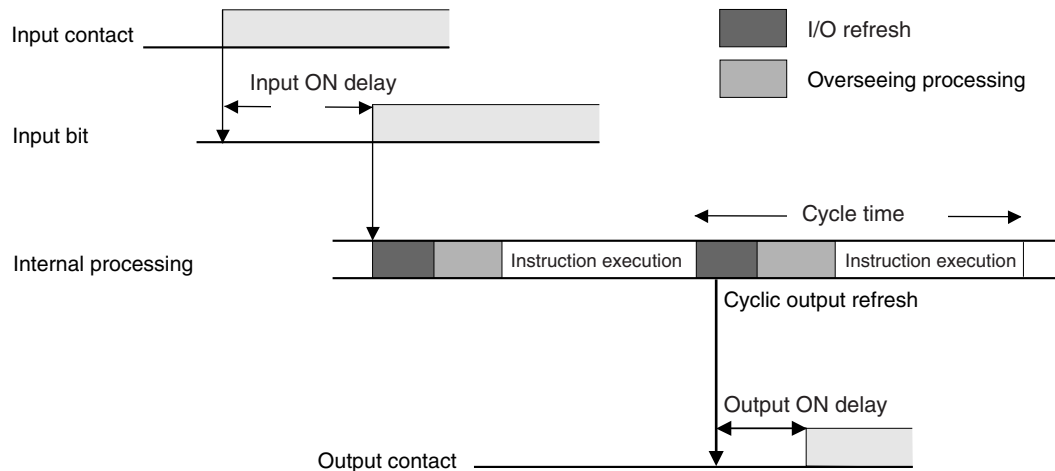 Input contact
I/O refresh
Input ON delay
Overseeing processing
Input bit
Cycle time
Internal processing
Instruction execution
Instruction execution
Cyclic output refresh
Output ON delay
Output contact